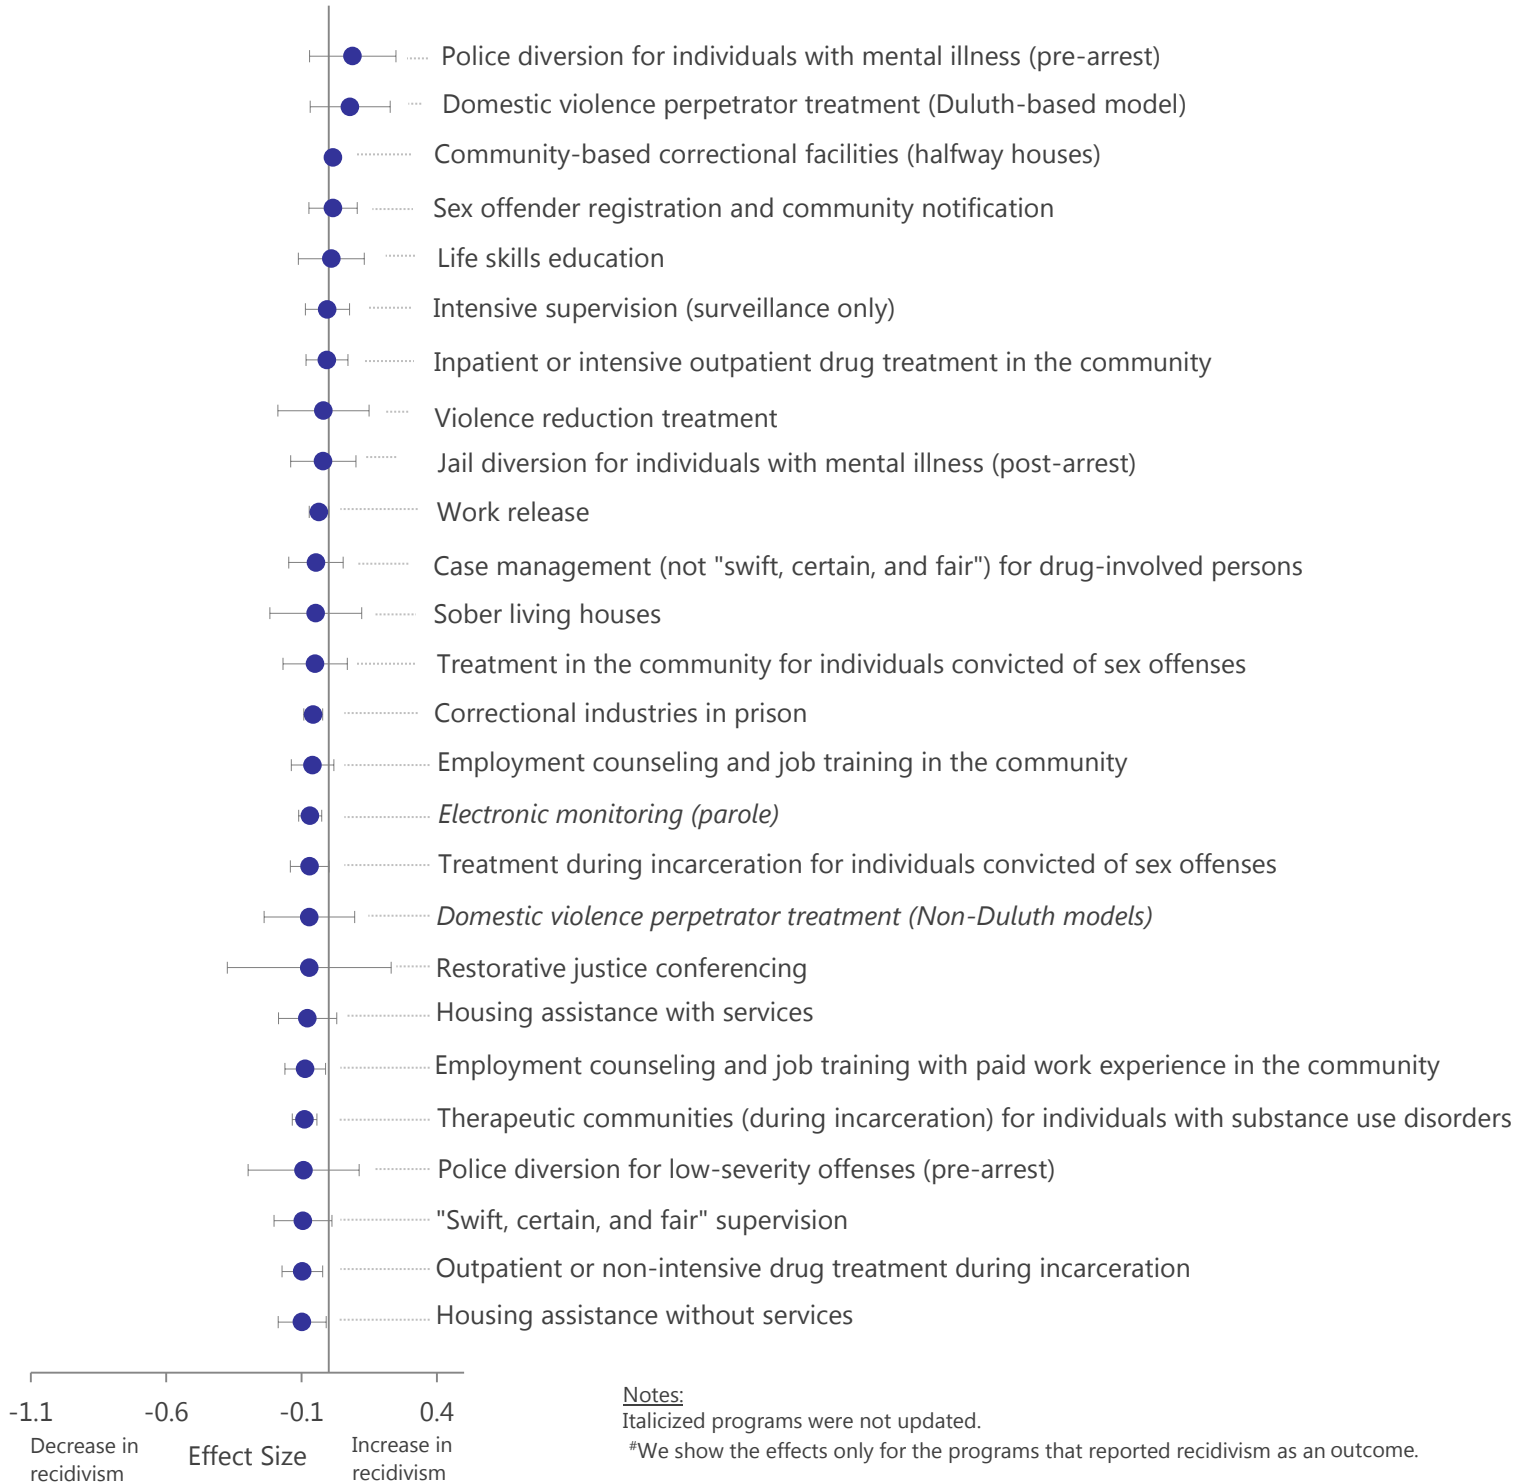 Police diversion for individuals with mental illness (pre-arrest)
Domestic violence perpetrator treatment (Duluth-based model)
Community-based correctional facilities (halfway houses)
Sex offender registration and community notification
Life skills education
Intensive supervision (surveillance only)
Inpatient or intensive outpatient drug treatment in the community
Violence reduction treatment
Jail diversion for individuals with mental illness (post-arrest)
Work release
Case management (not "swift, certain, and fair") for drug-involved persons
Sober living houses
Treatment in the community for individuals convicted of sex offenses
Correctional industries in prison
Employment counseling and job training in the community
Electronic monitoring (parole)
Treatment during incarceration for individuals convicted of sex offenses
Domestic violence perpetrator treatment (Non-Duluth models)
Restorative justice conferencing
Housing assistance with services
Employment counseling and job training with paid work experience in the community
Therapeutic communities (during incarceration) for individuals with substance use disorders
Police diversion for low-severity offenses (pre-arrest)
"Swift, certain, and fair" supervision
Outpatient or non-intensive drug treatment during incarceration
Housing assistance without services
-1.1 -0.6 -0.1 0.4
Decrease in
recidivism
Effect Size
Increase in
recidivism
Notes:
Italicized programs were not updated.
#We show the effects only for the programs that reported recidivism as an outcome.